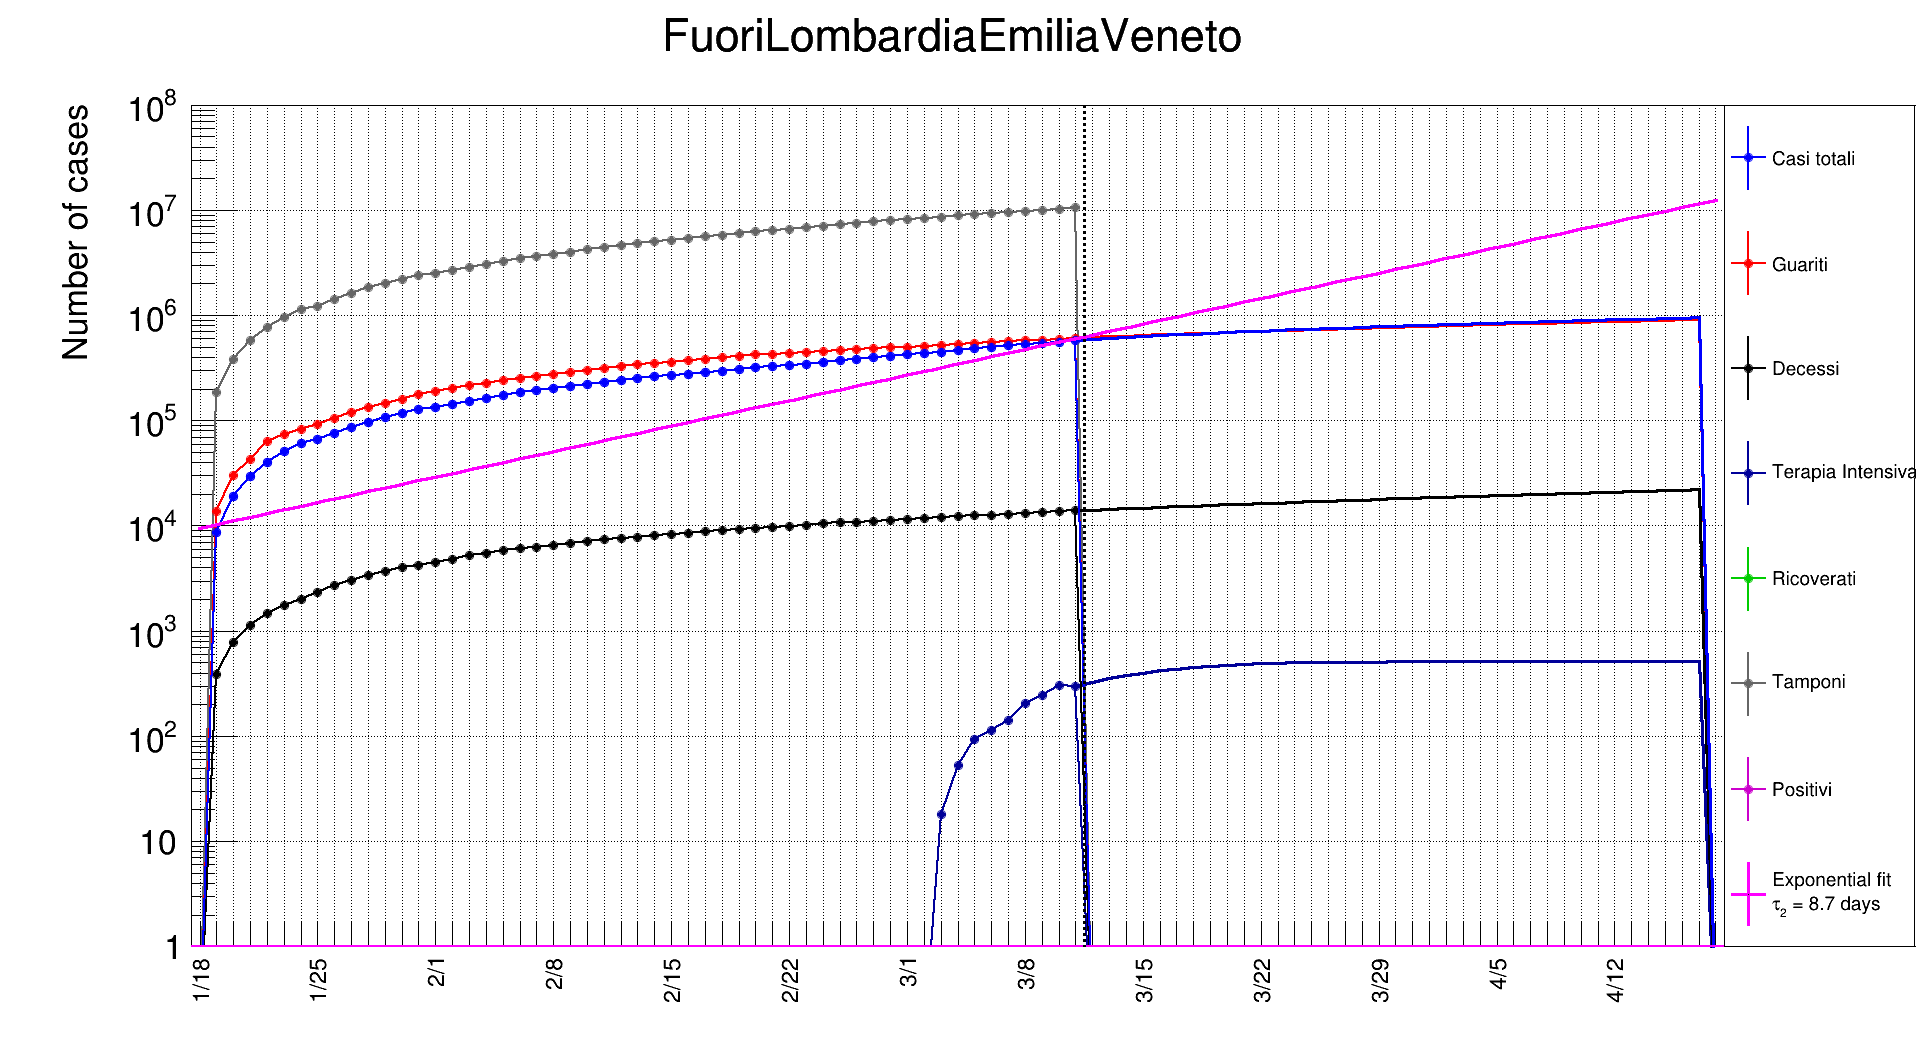 FuoriLombardiaEmiliaVeneto
Number of cases
10^8
10^7
10^6
10^5
10^4
10^3
10^2
10
1
1/18
1/25
2/1
2/8
2/15
2/22
3/1
3/8
3/15
3/22
3/29
4/5
4/12
Casi totali
Guariti
Decessi
Terapia Intensiva
Ricoverati
Tamponi
Positivi
Exponential fit
τ₂ = 8.7 days